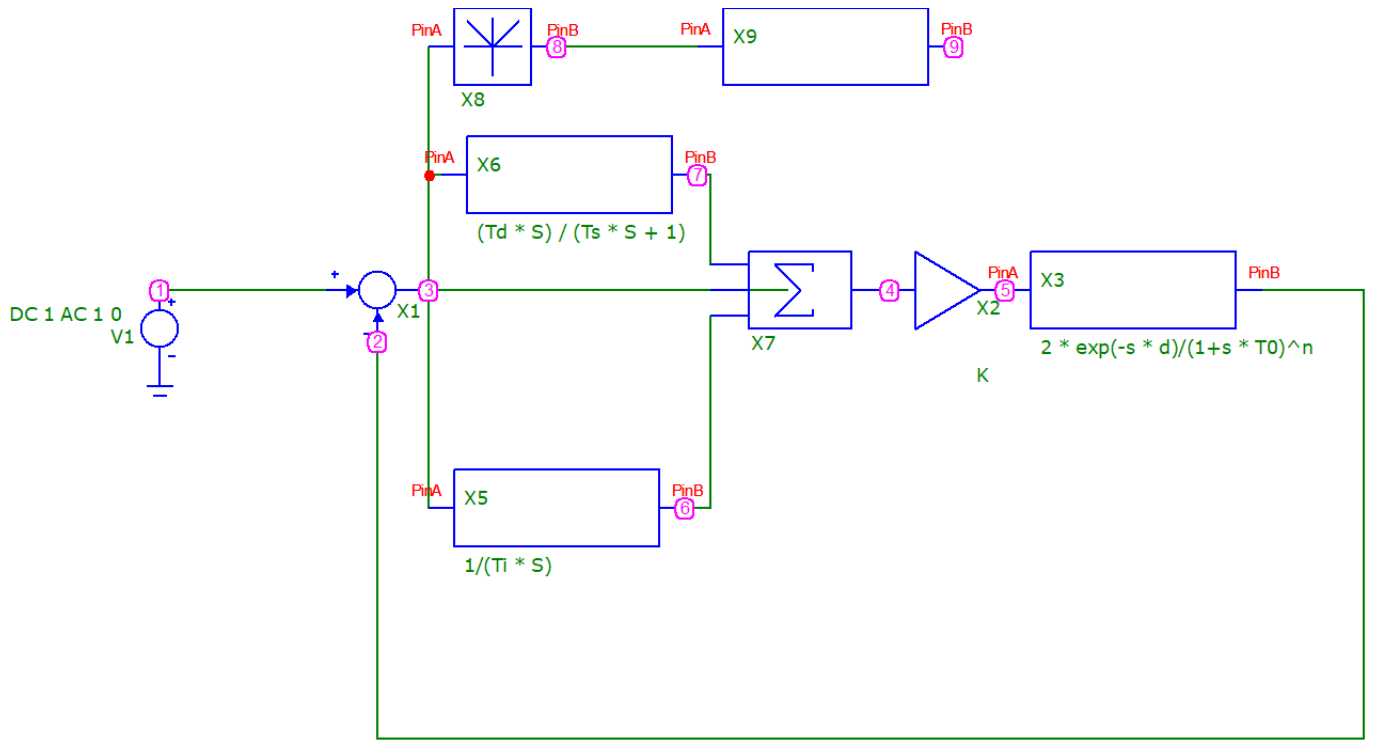 PinA
PinB
8
PinA
X9
PinB
9
X8
PinA
X6
PinB
7
(Td * S) / (Ts * S + 1)
1
+
DC 1 AC 1 0
V1
-
+
X1
-
2
3
Σ
X7
4
X2
K
PinA
5
X3
PinB
2 * exp(-s * d)/(1+s * T0)^n
PinA
X5
PinB
6
1/(Ti * S)